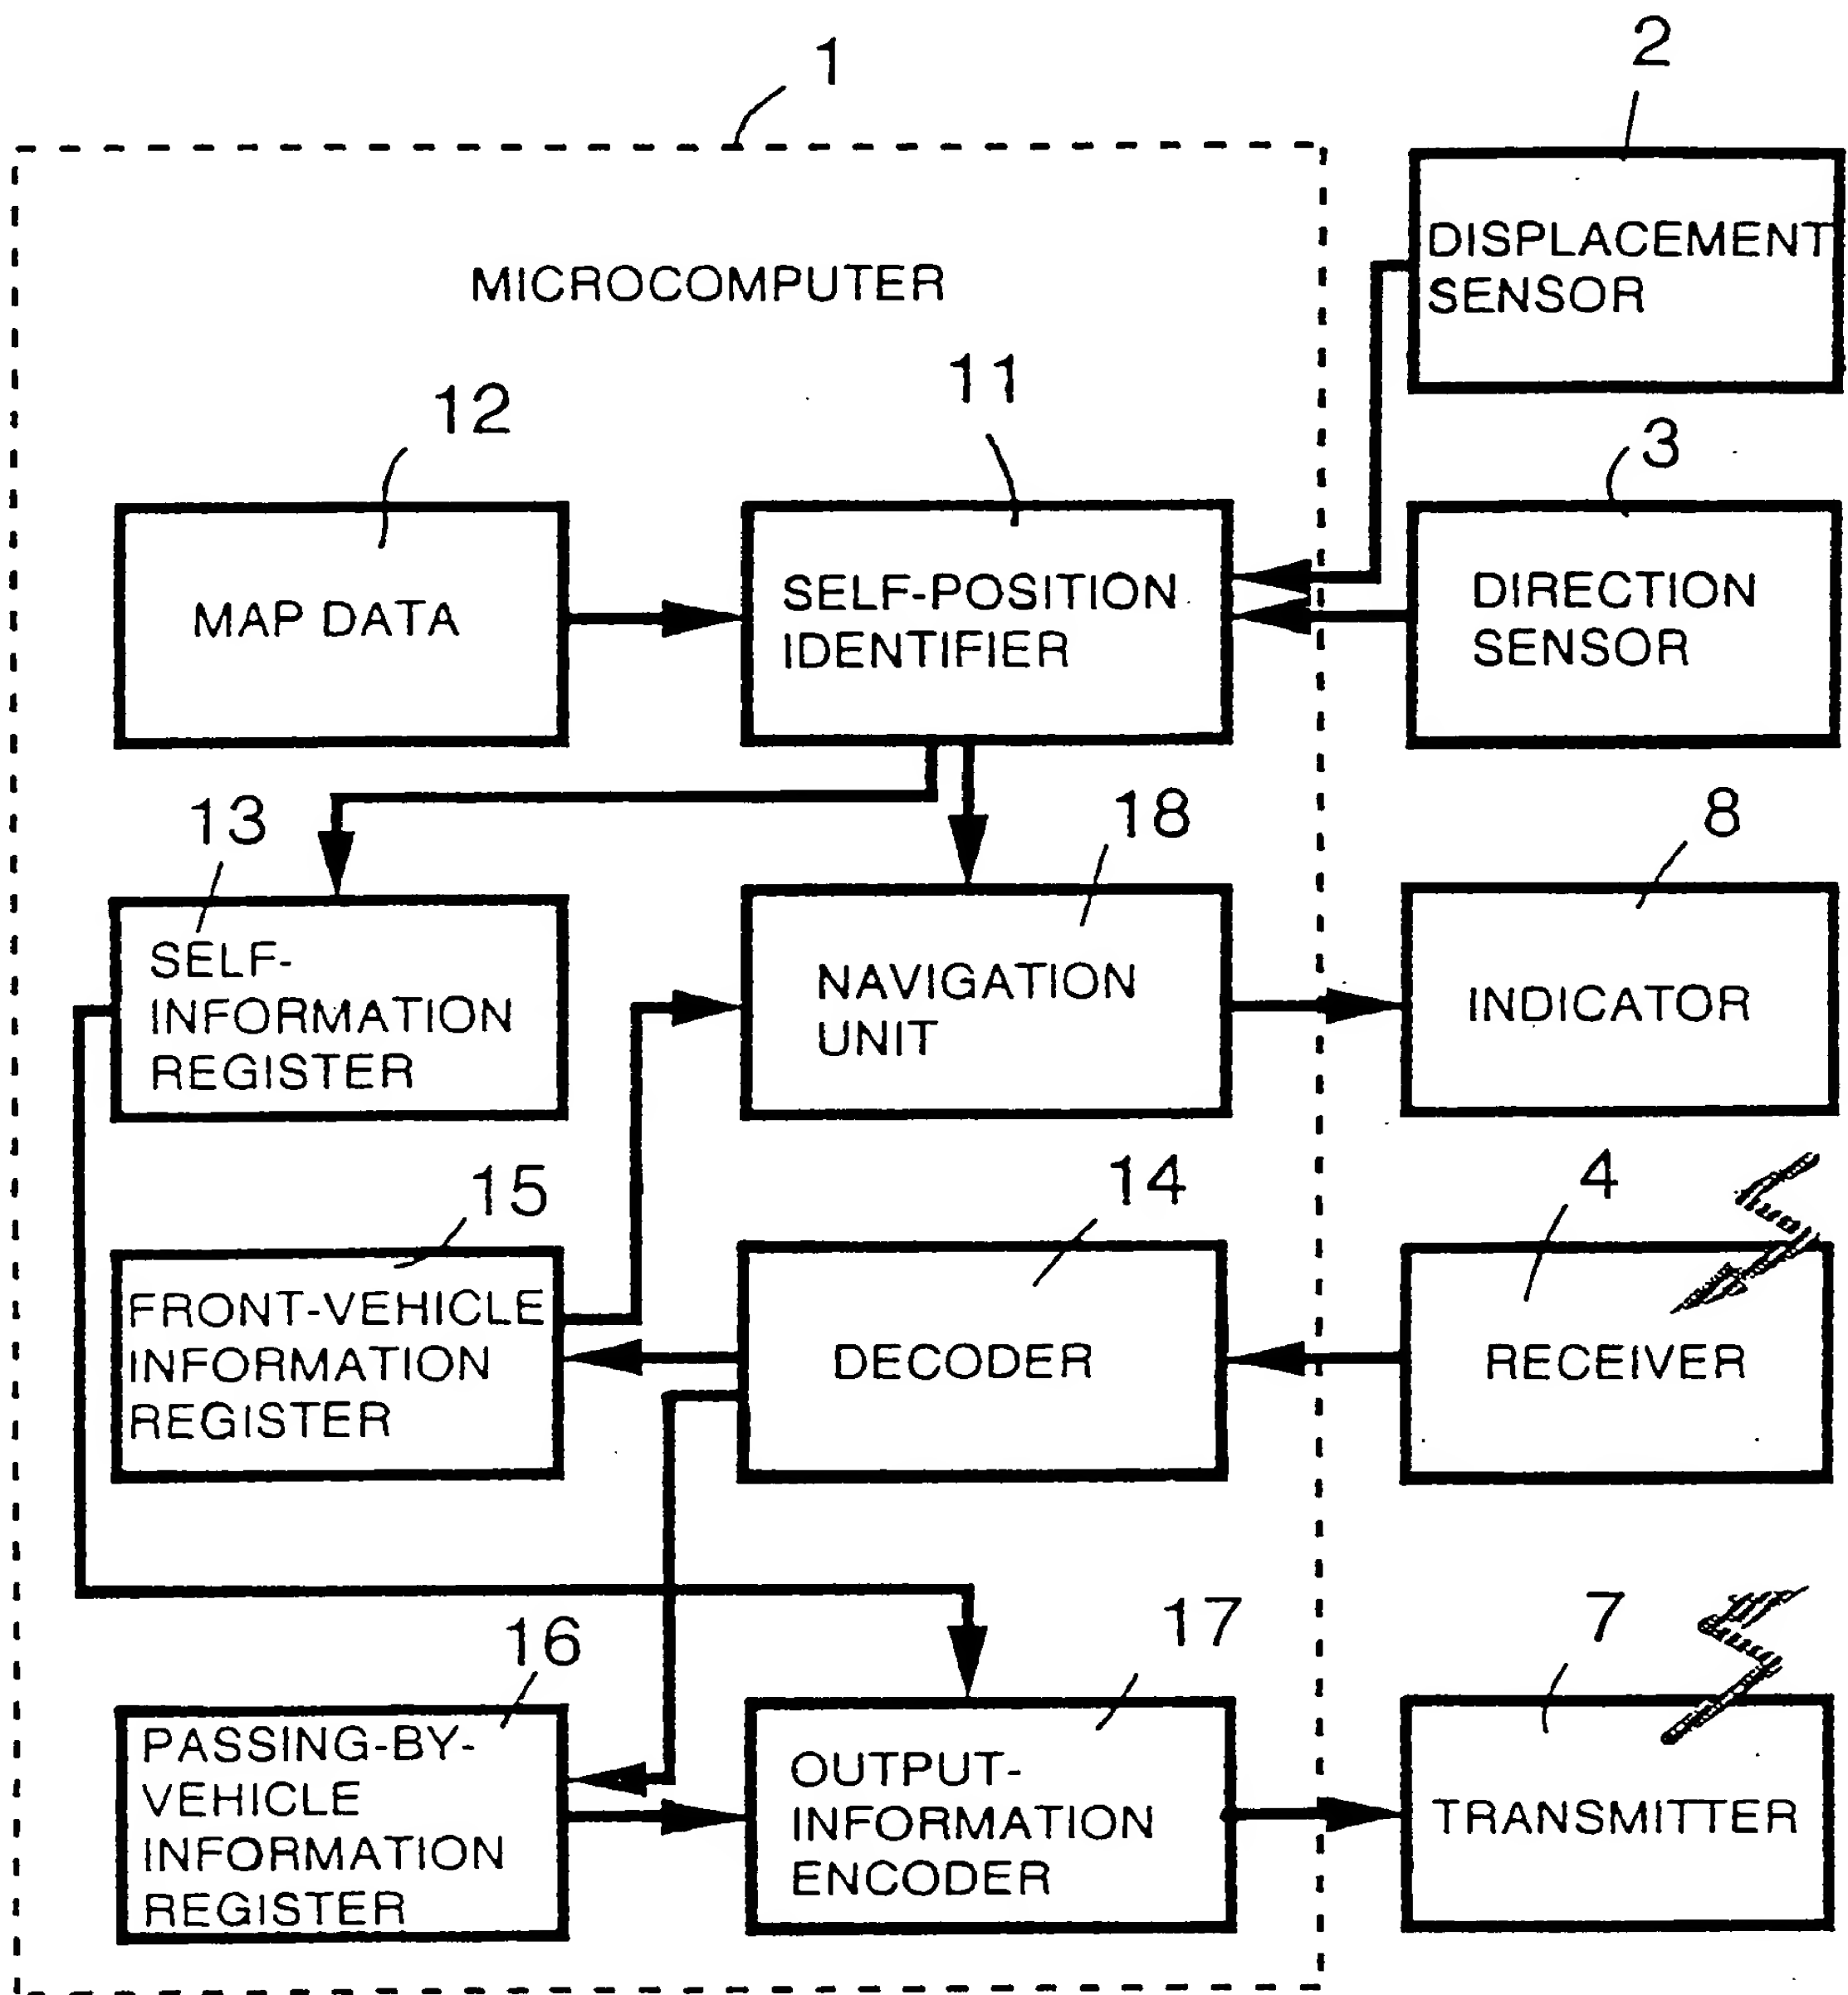 1
2
MICROCOMPUTER
DISPLACEMENT
SENSOR
12
11
3
MAP DATA
SELF-POSITION
IDENTIFIER
DIRECTION
SENSOR
13
18
8
SELF-
INFORMATION
REGISTER
NAVIGATION
UNIT
INDICATOR
15
14
4
FRONT-VEHICLE
INFORMATION
REGISTER
DECODER
RECEIVER
16
17
7
PASSING-BY-
VEHICLE
INFORMATION
REGISTER
OUTPUT-
INFORMATION
ENCODER
TRANSMITTER